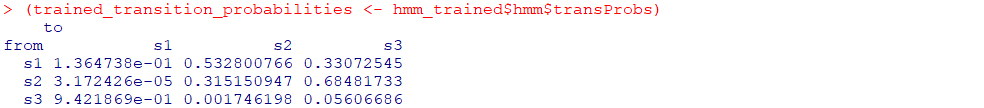 > (trained_transition_probabilities <- hmm_trained$hmm$transProbs)
to
from s1 s2 s3
s1 1.364738e-01 0.532800766 0.33072545
s2 3.172426e-05 0.315150947 0.68481733
s3 9.421869e-01 0.001746198 0.05606686